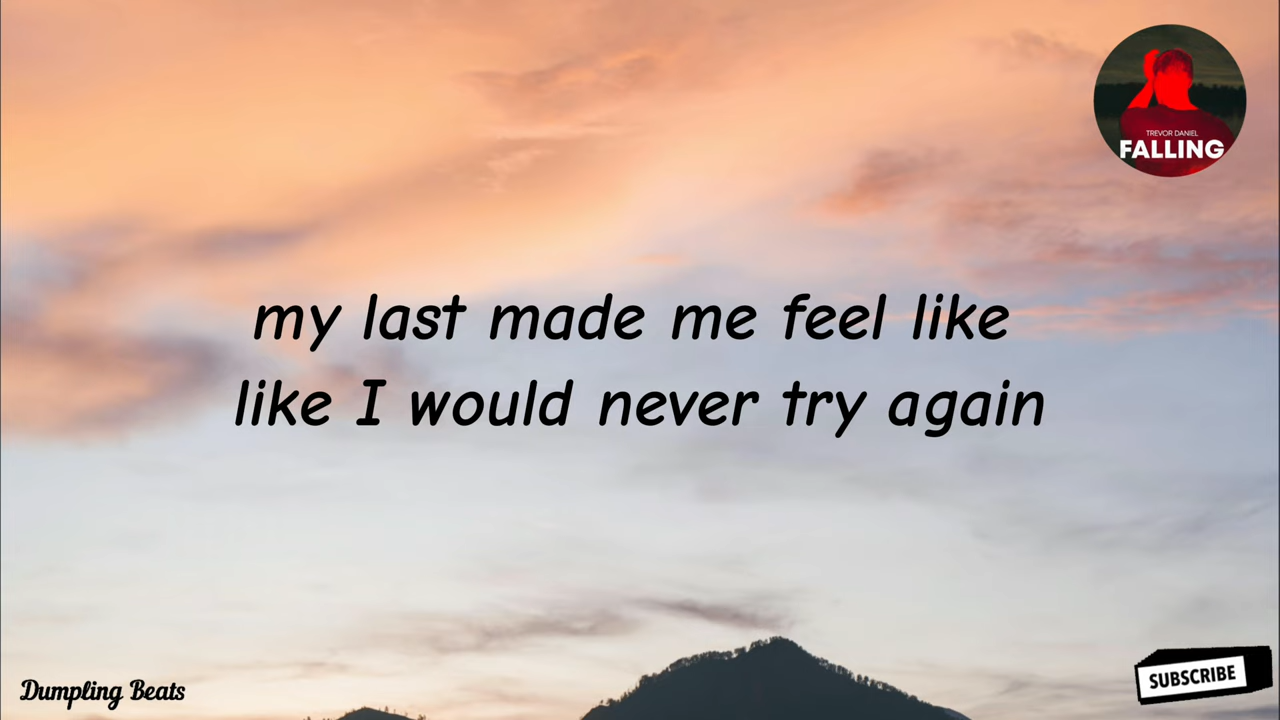 TREVOR DANIEL
FALLING
my last made me feel like
like I would never try again
Dumpling Beats
SUBSCRIBE